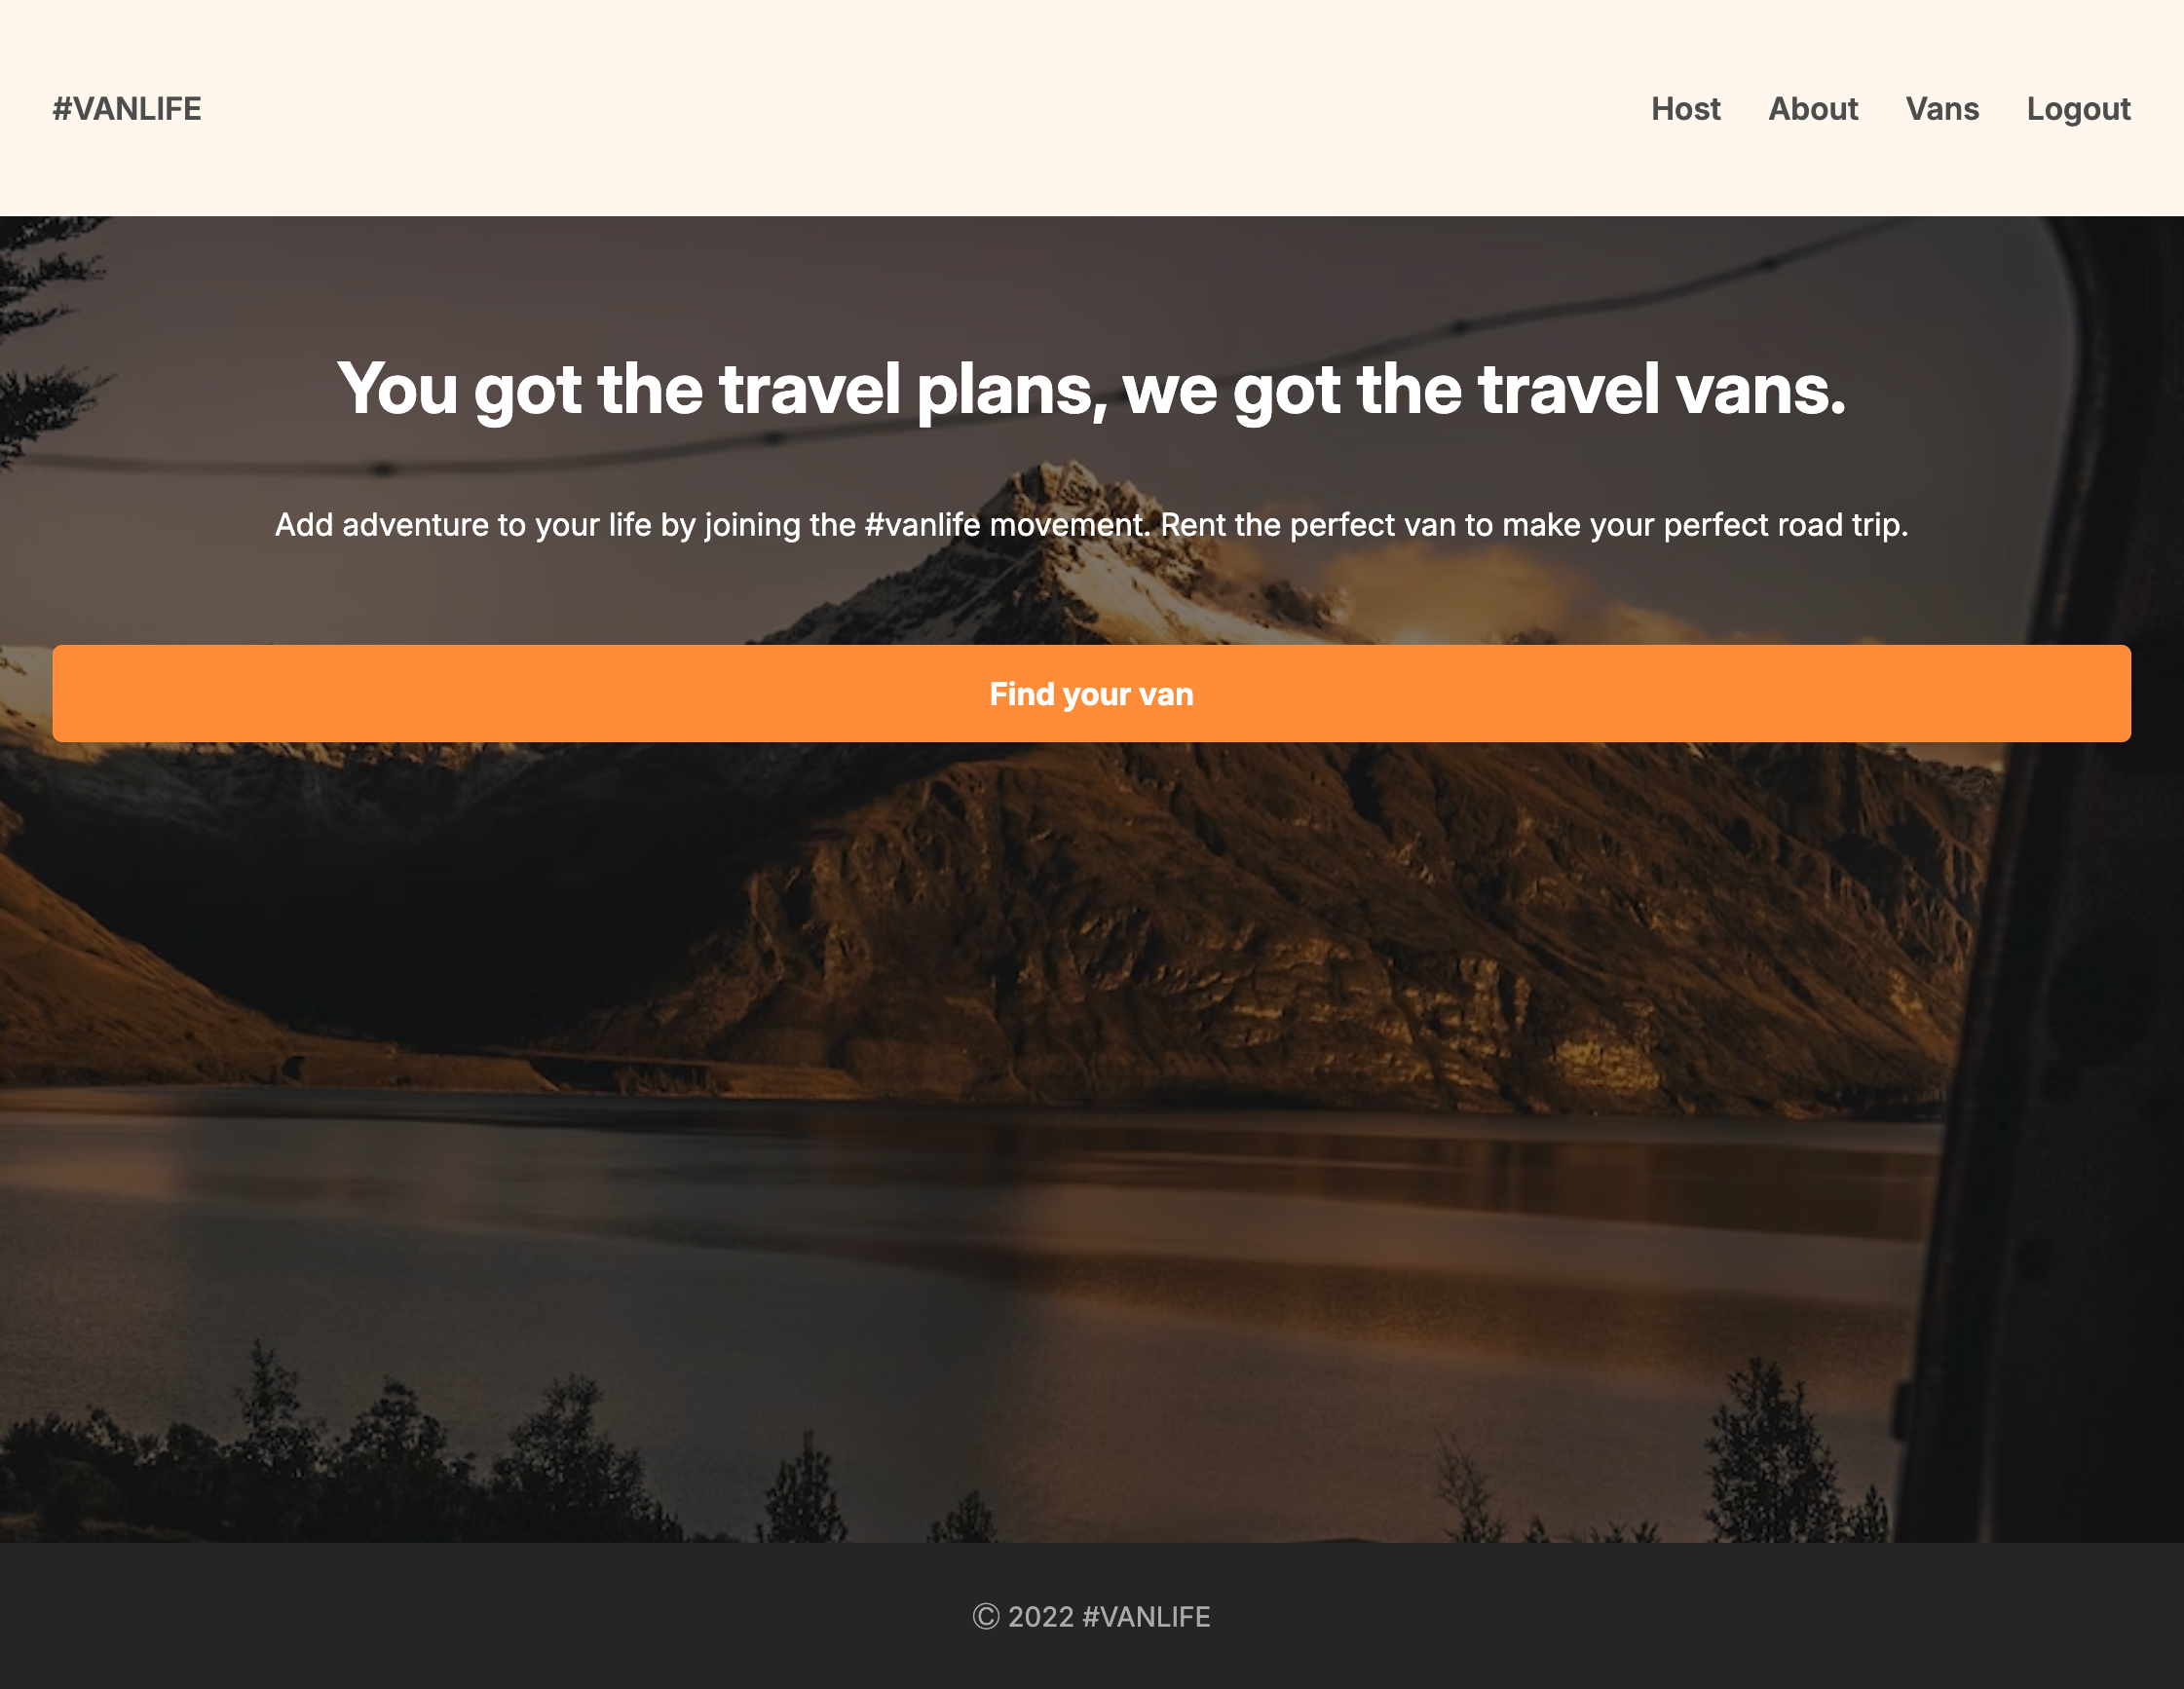 #VANLIFE
Host About Vans Logout
You got the travel plans, we got the travel vans.
Add adventure to your life by joining the #vanlife movement. Rent the perfect van to make your perfect road trip.
Find your van
Ⓒ 2022 #VANLIFE